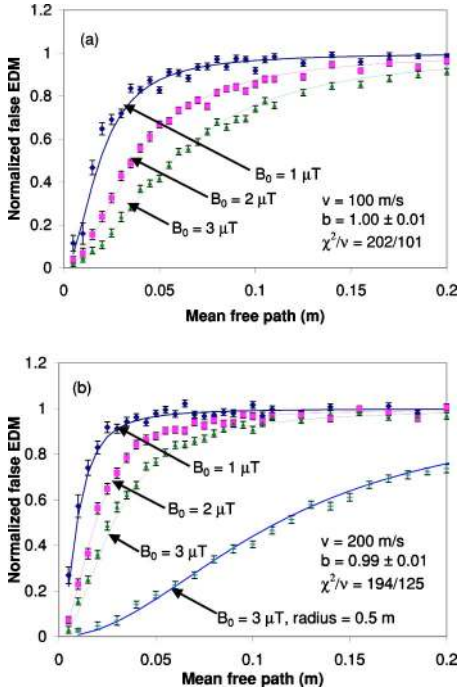 1.2
(a)
1
0.8
0.6
0.4
0.2
0
Normalized false EDM
B₀ = 1 μT
B₀ = 2 μT
B₀ = 3 μT
v = 100 m/s
b = 1.00 ± 0.01
χ²/ν = 202/101
0 0.05 0.1 0.15 0.2
Mean free path (m)
1.2
(b)
1
0.8
0.6
0.4
0.2
0
Normalized false EDM
B₀ = 1 μT
B₀ = 2 μT
B₀ = 3 μT
v = 200 m/s
b = 0.99 ± 0.01
χ²/ν = 194/125
B₀ = 3 μT, radius = 0.5 m
0 0.05 0.1 0.15 0.2
Mean free path (m)